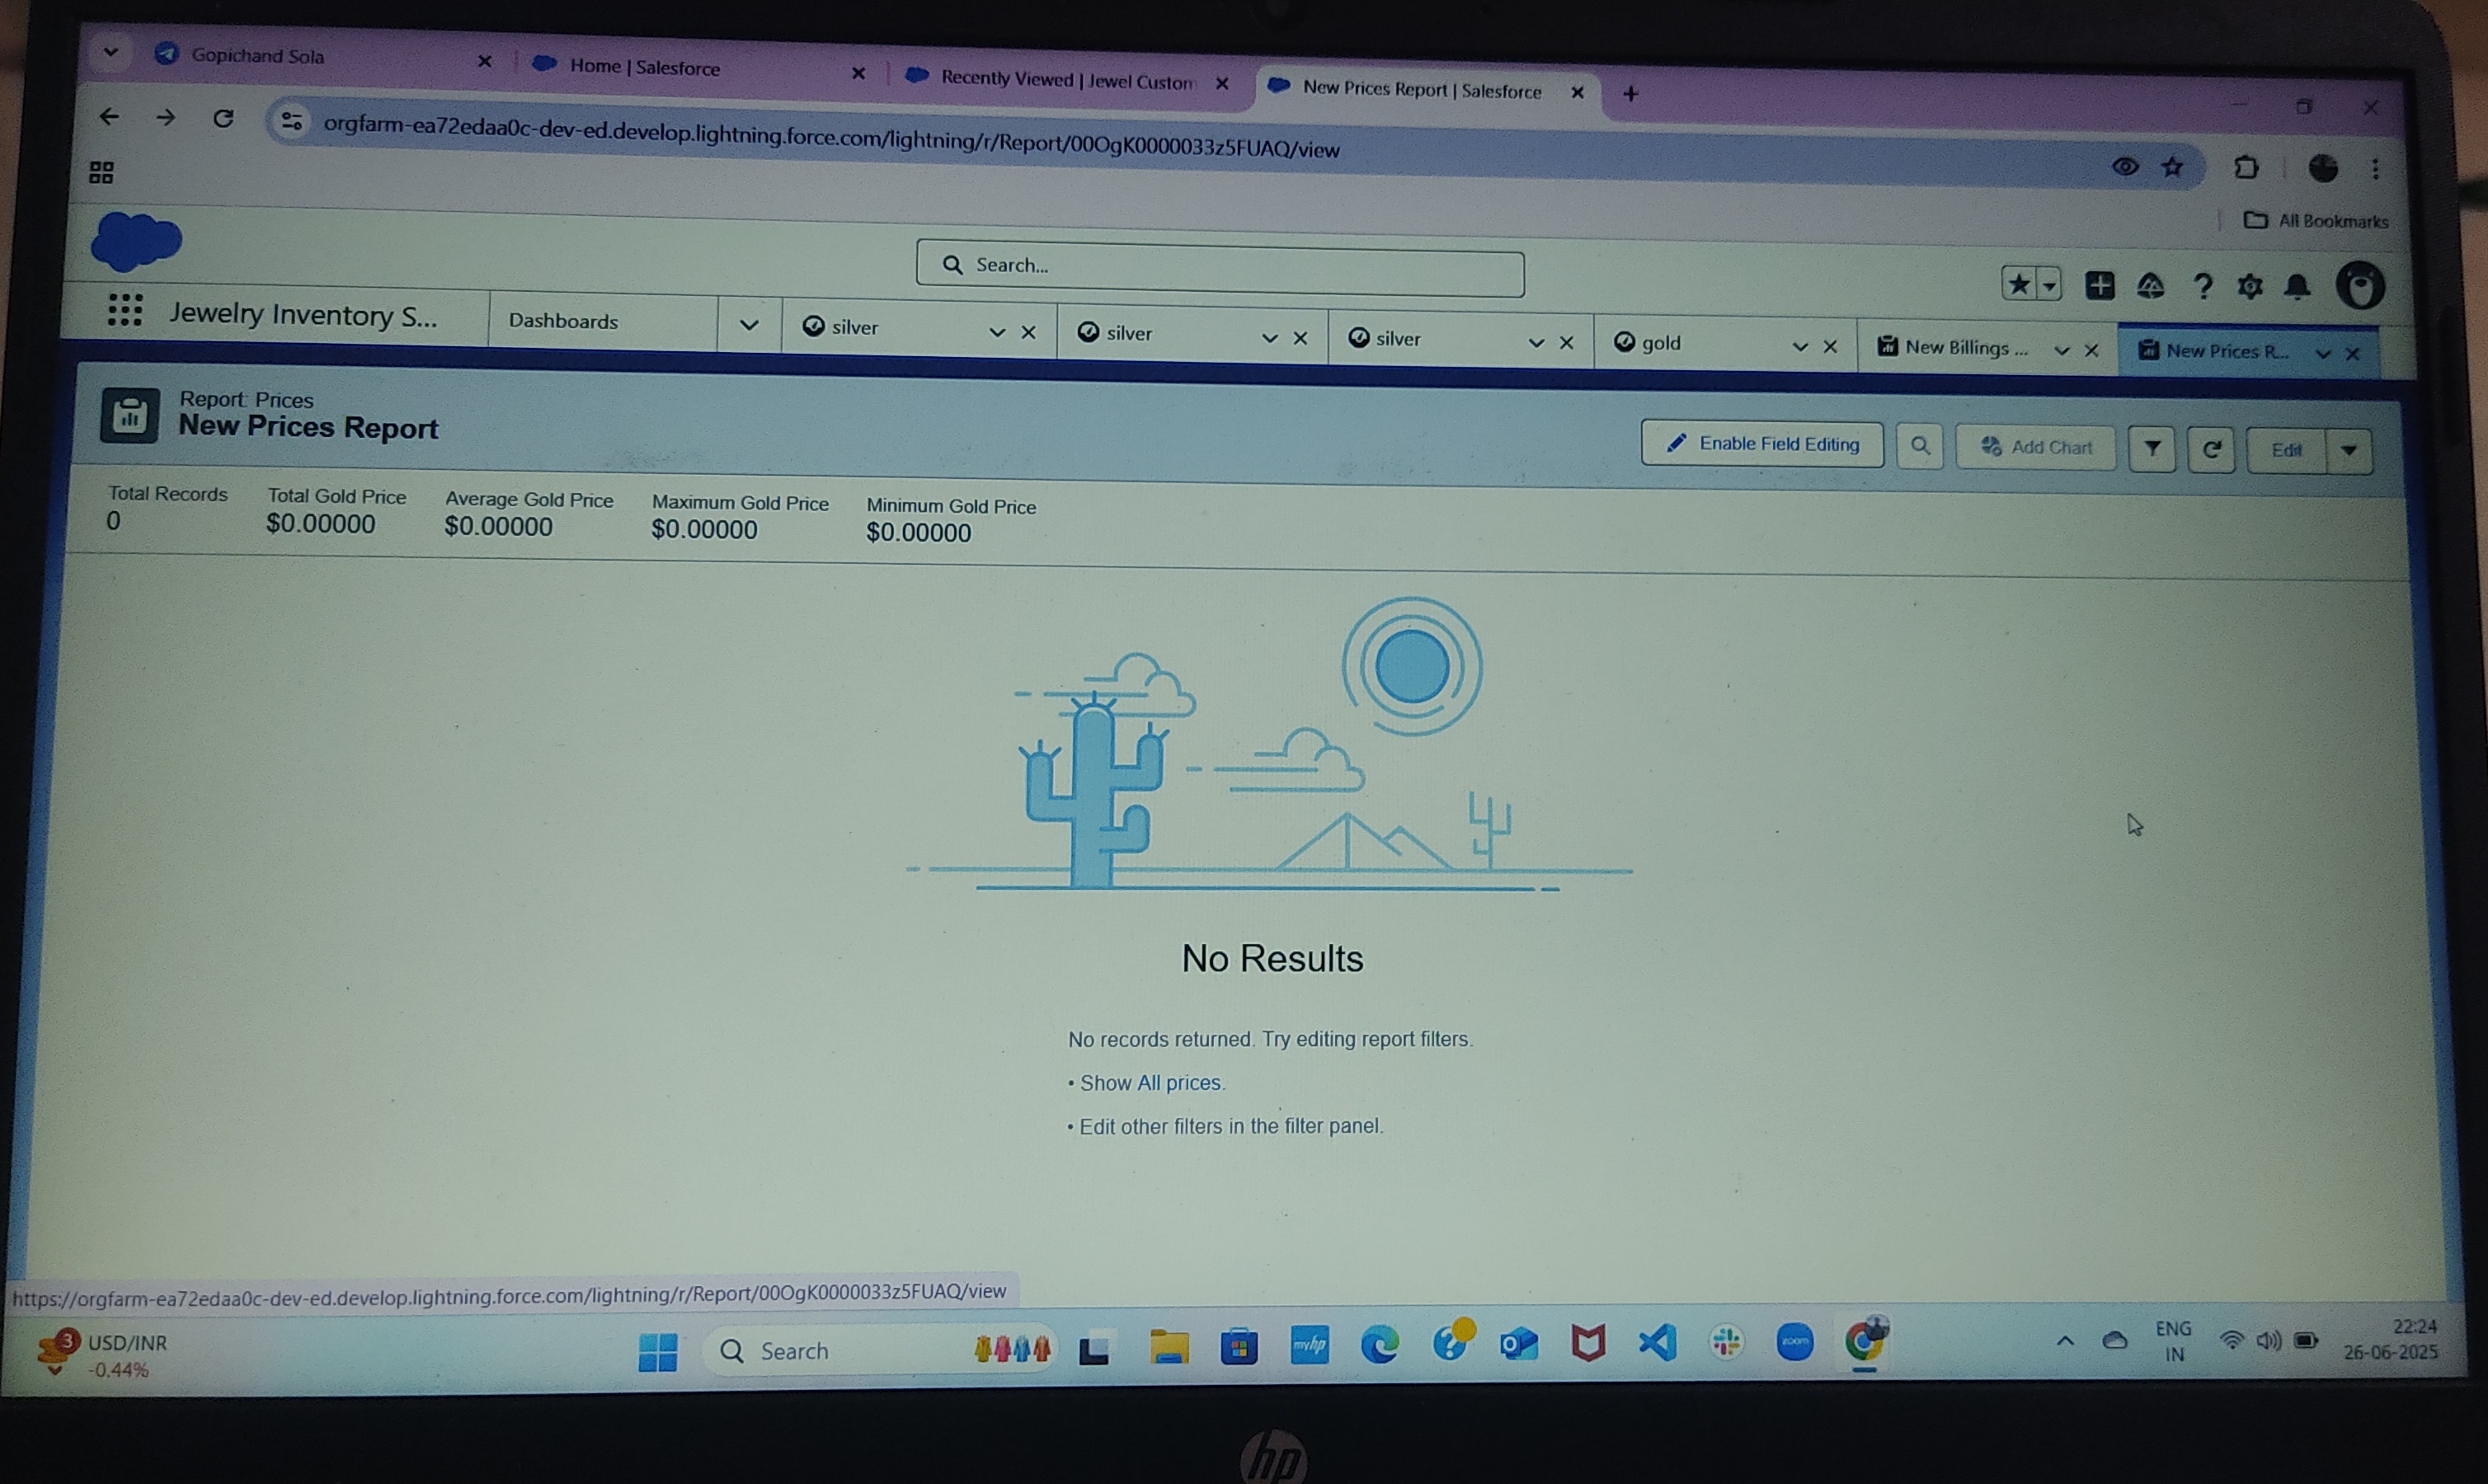 Gopichand Sola
Home | Salesforce
Recently Viewed | Jewel Custom
New Prices Report | Salesforce
orgfarm-ea72edaa0c-dev-ed.develop.lightning.force.com/lightning/r/Report/00OgK0000033z5FUAQ/view
All Bookmarks
Search...
Jewelry Inventory S...
Dashboards
silver
silver
silver
gold
New Billings ...
New Prices R...
Report: Prices
New Prices Report
Enable Field Editing
Add Chart
Edit
Total Records
0
Total Gold Price
$0.00000
Average Gold Price
$0.00000
Maximum Gold Price
$0.00000
Minimum Gold Price
$0.00000
No Results
No records returned. Try editing report filters.
• Show All prices.
• Edit other filters in the filter panel.
https://orgfarm-ea72edaa0c-dev-ed.develop.lightning.force.com/lightning/r/Report/00OgK0000033z5FUAQ/view
3
USD/INR
-0.44%
Search
myhp
zoom
ENG
IN
22:24
26-06-2025
hp